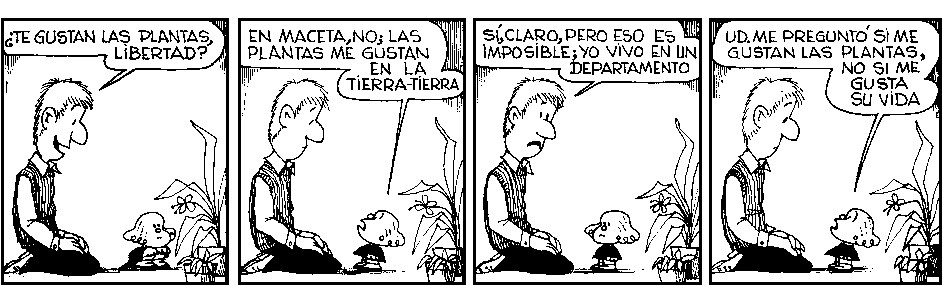 ¿TE GUSTAN LAS PLANTAS,
LIBERTAD?
EN MACETA, NO; LAS
PLANTAS ME GUSTAN
EN LA
TIERRA-TIERRA
SÍ, CLARO, PERO ESO ES
IMPOSIBLE; YO VIVO EN UN
DEPARTAMENTO
UD. ME PREGUNTÓ SI ME
GUSTAN LAS PLANTAS,
NO SI ME
GUSTA
SU VIDA